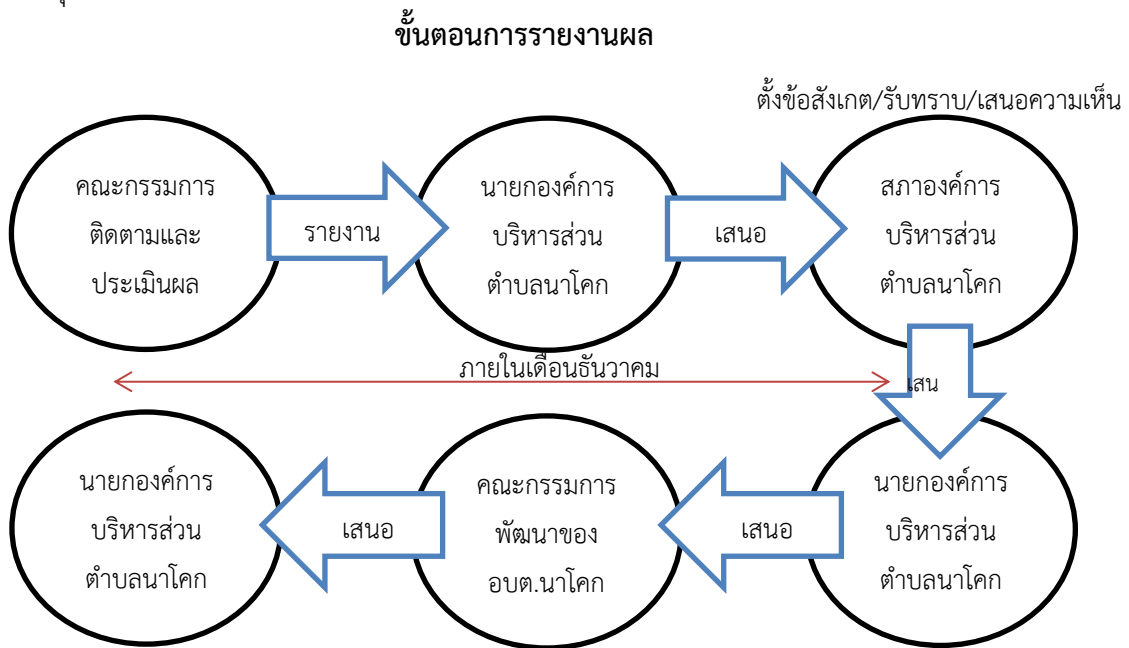 ขั้นตอนการรายงานผล
ตั้งข้อสังเกต/รับทราบ/เสนอความเห็น
คณะกรรมการ
ติดตามและ
ประเมินผล
รายงาน
นายกองค์การ
บริหารส่วน
ตำบลนาโคก
เสนอ
สภาองค์การ
บริหารส่วน
ตำบลนาโคก
ภายในเดือนธันวาคม
เสน
นายกองค์การ
บริหารส่วน
ตำบลนาโคก
เสนอ
คณะกรรมการ
พัฒนาของ
อบต.นาโคก
เสนอ
นายกองค์การ
บริหารส่วน
ตำบลนาโคก